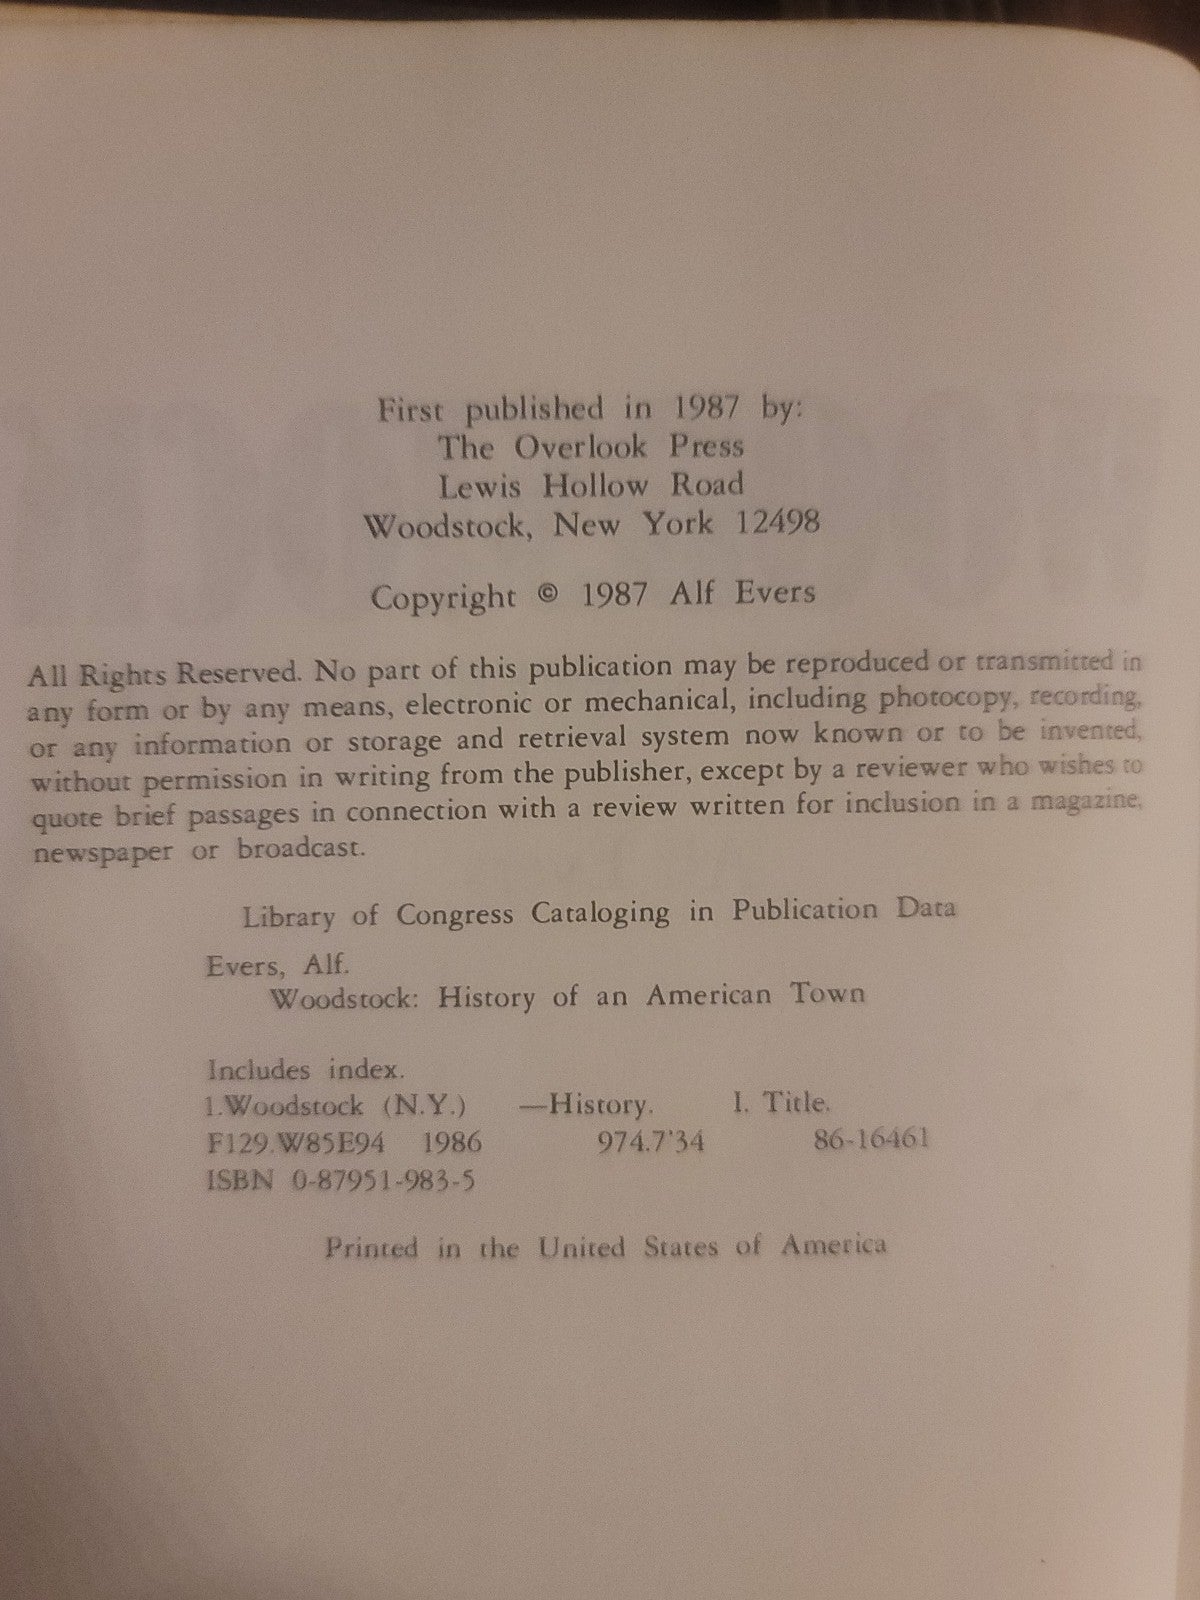 First published in 1987 by:
The Overlook Press
Lewis Hollow Road
Woodstock, New York 12498
Copyright © 1987 Alf Evers
All Rights Reserved. No part of this publication may be reproduced or transmitted in
any form or by any means, electronic or mechanical, including photocopy, recording,
or any information or storage and retrieval system now known or to be invented,
without permission in writing from the publisher, except by a reviewer who wishes to
quote brief passages in connection with a review written for inclusion in a magazine,
newspaper or broadcast.
Library of Congress Cataloging in Publication Data
Evers, Alf.
Woodstock: History of an American Town
Includes index.
1.Woodstock (N.Y.) —History. I. Title.
F129.W85E94 1986 974.7'34 86-16461
ISBN 0-87951-983-5
Printed in the United States of America